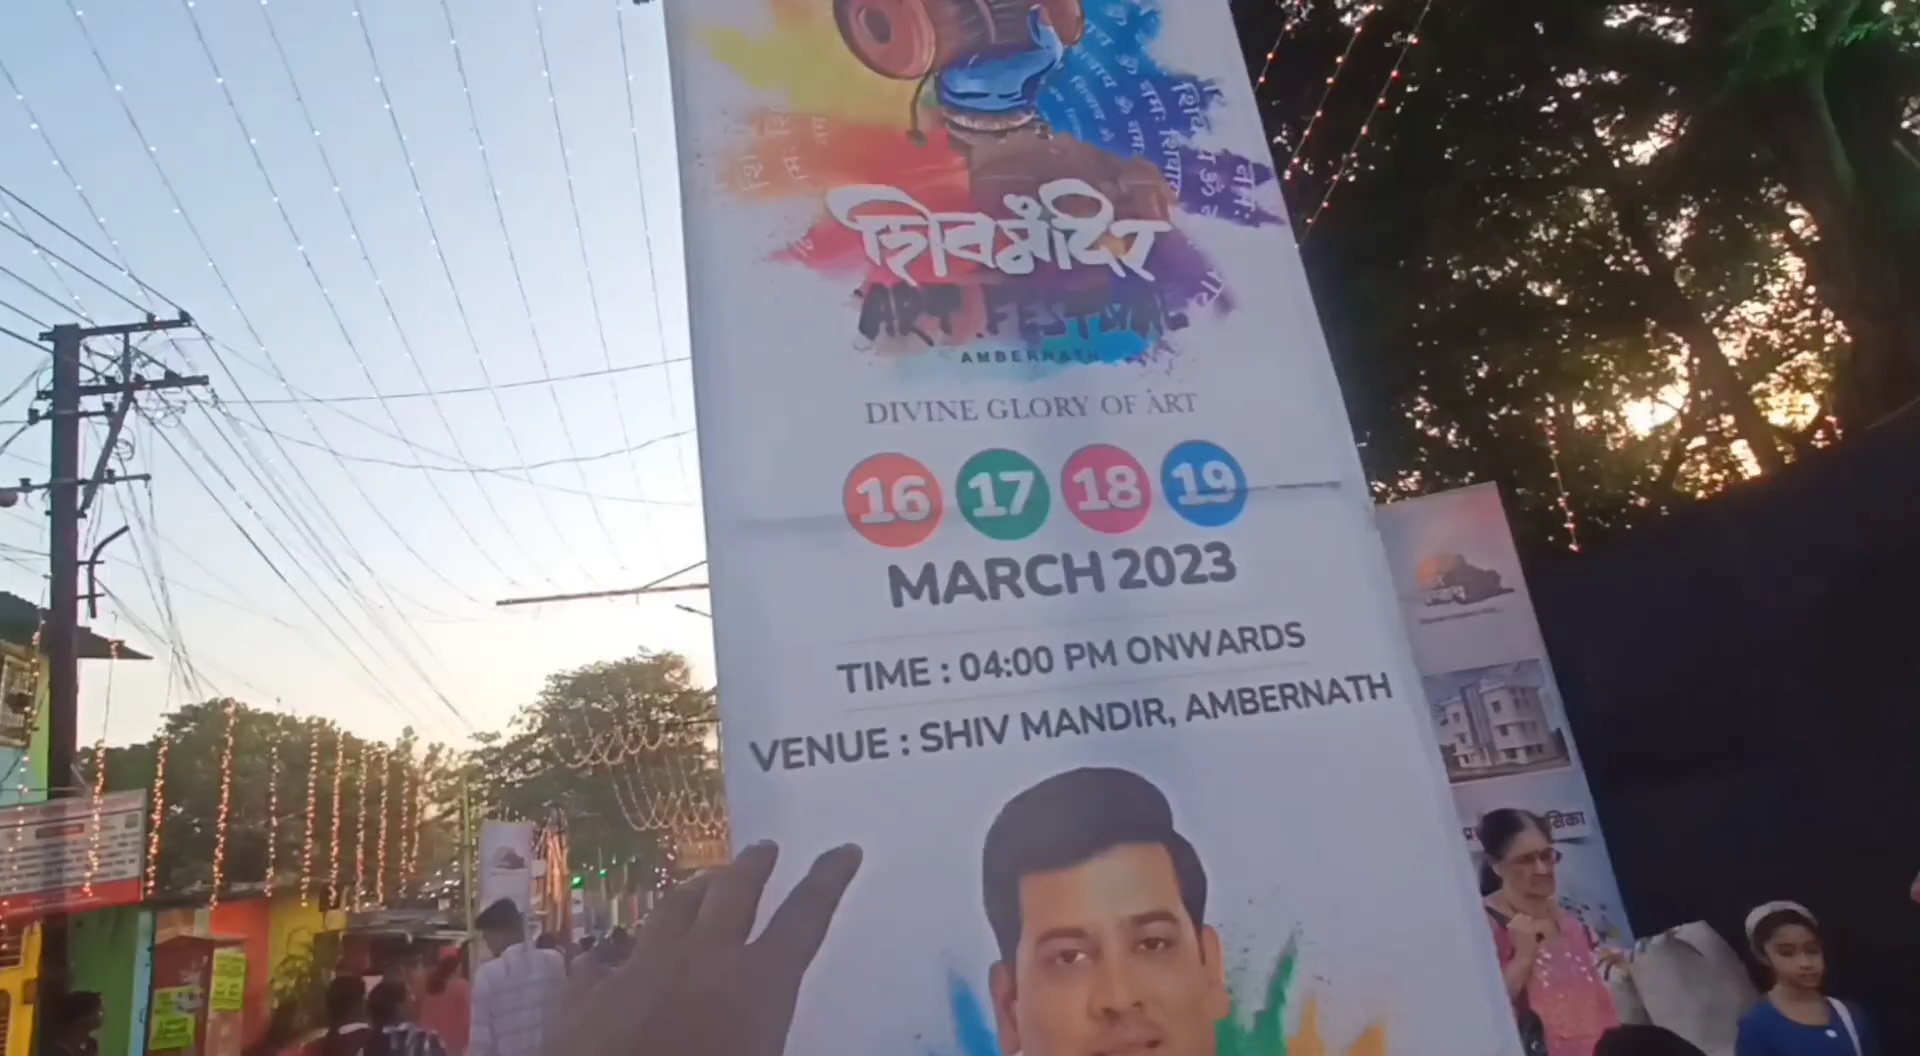 शिवमंदिर
ART FESTIVAL
AMBERNATH
DIVINE GLORY OF ART
16 17 18 19
MARCH 2023
TIME : 04:00 PM ONWARDS
VENUE : SHIV MANDIR, AMBERNATH